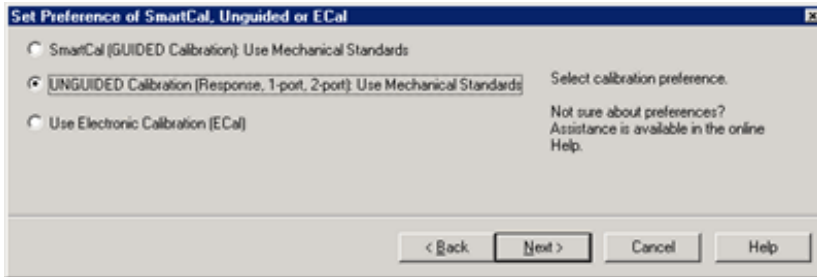 Set Preference of SmartCal, Unguided or ECal
SmartCal (GUIDED Calibration): Use Mechanical Standards
UNGUIDED Calibration (Response, 1-port, 2-port): Use Mechanical Standards
Use Electronic Calibration (ECal)
Select calibration preference.
Not sure about preferences?
Assistance is available in the online
Help.
< Back
Next >
Cancel
Help